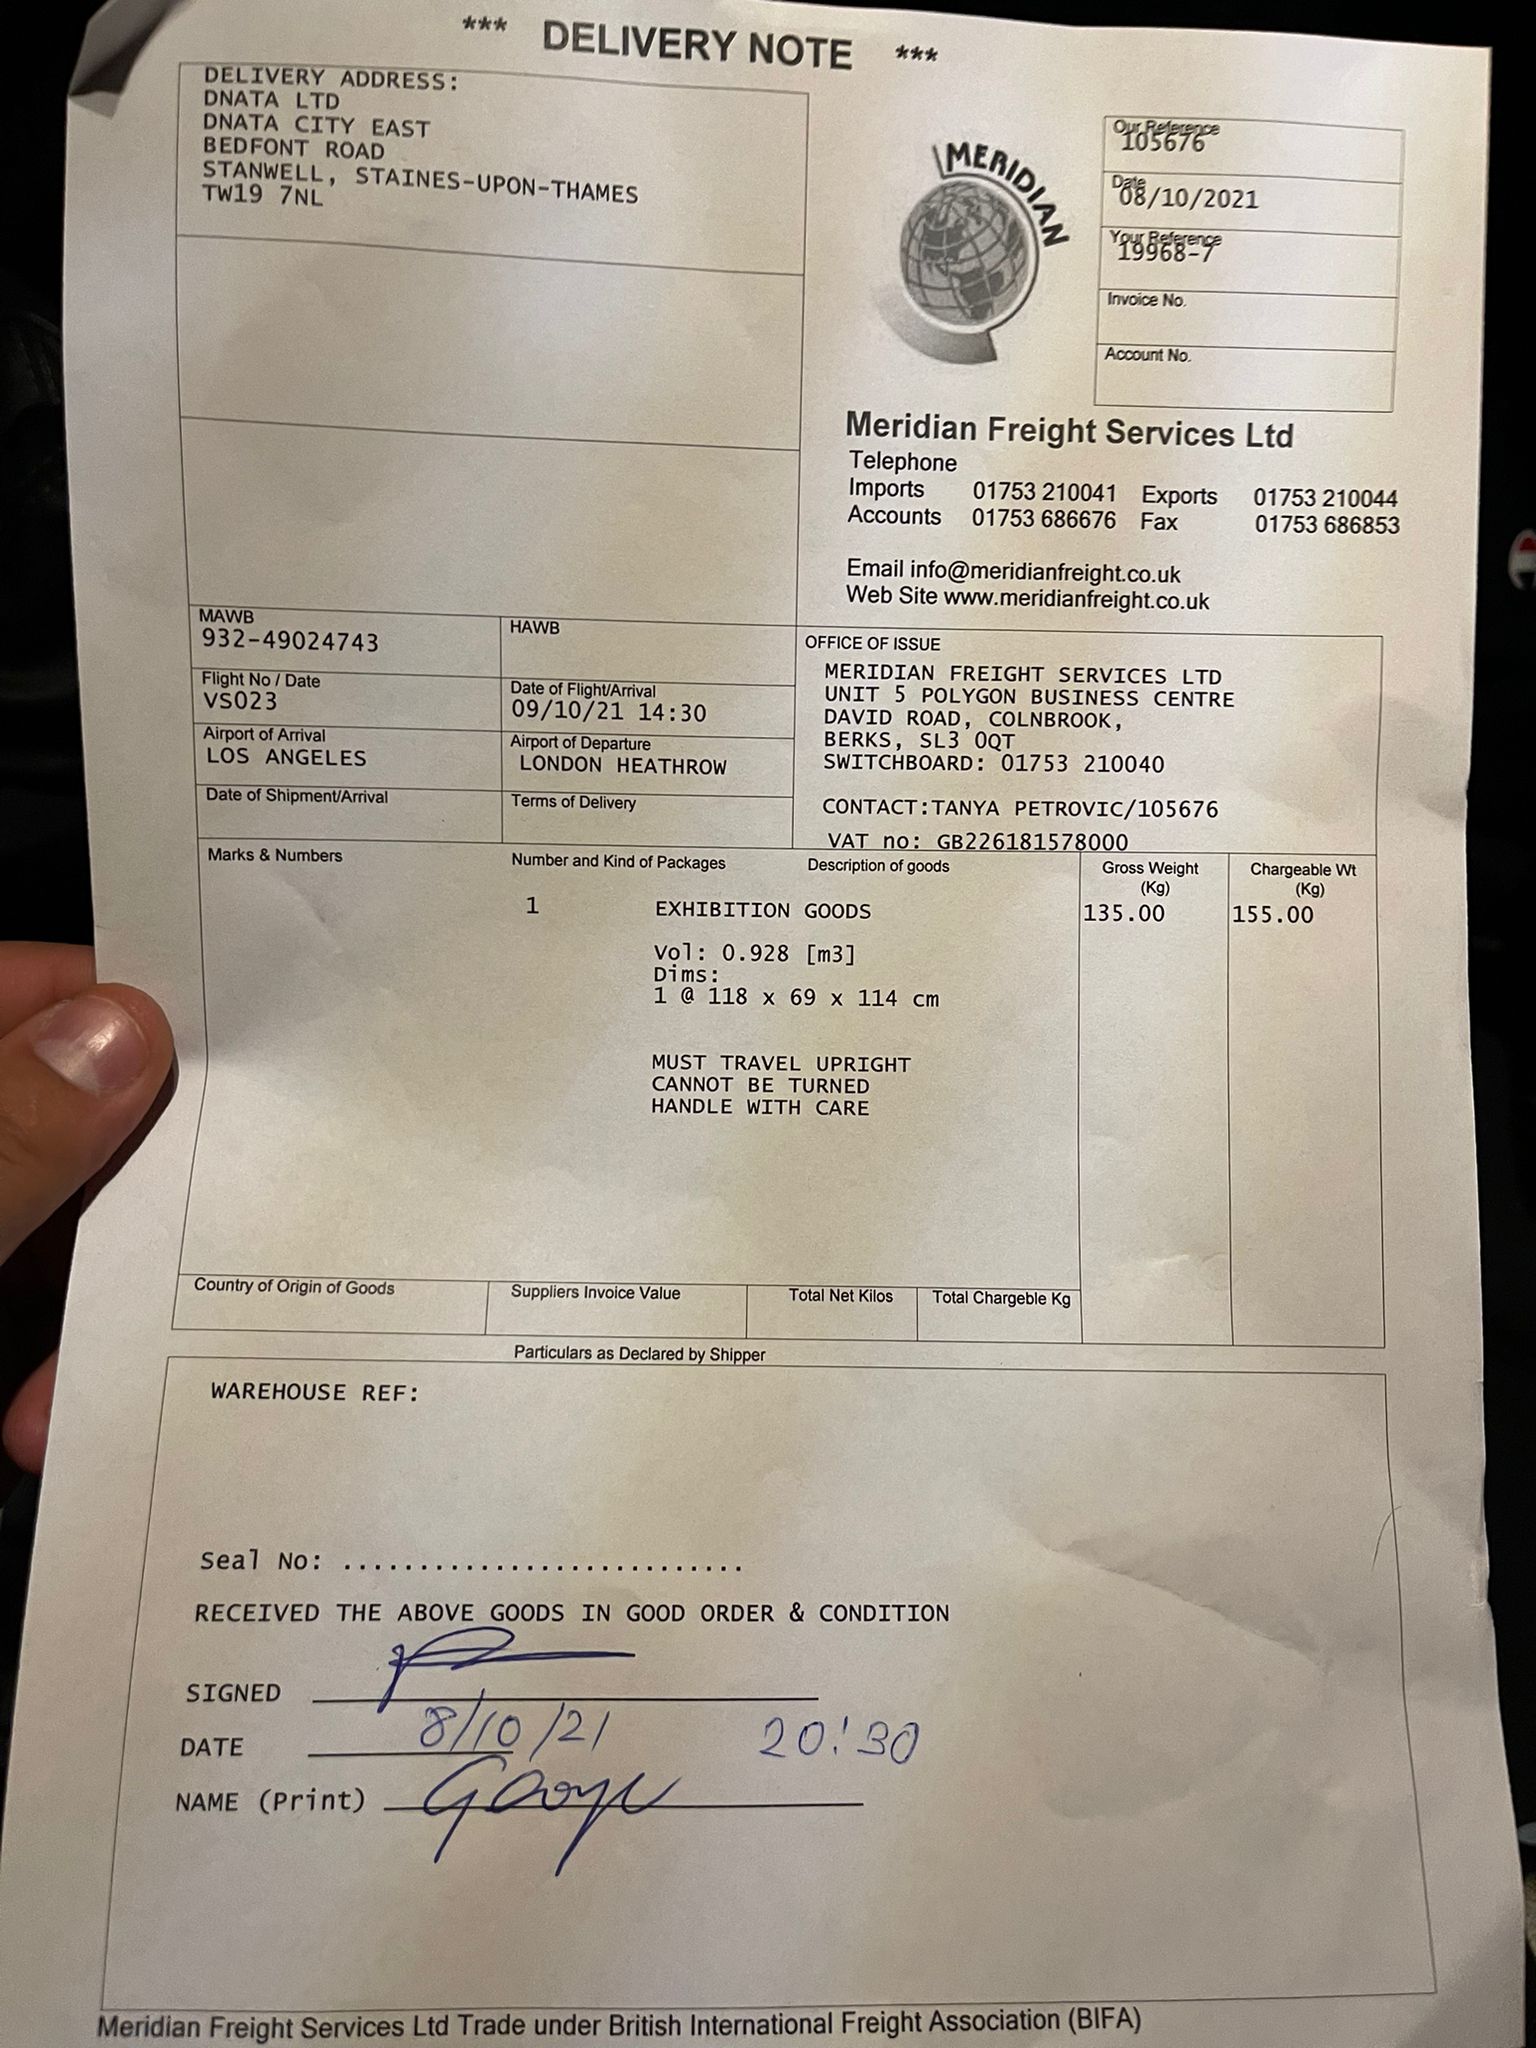 *** DELIVERY NOTE ***
DELIVERY ADDRESS:
DNATA LTD
DNATA CITY EAST
BEDFONT ROAD
STANWELL, STAINES-UPON-THAMES
TW19 7NL
MERIDIAN
Our Reference
105676
Date
08/10/2021
Your Reference
19968-7
Invoice No.
Account No.
Meridian Freight Services Ltd
Telephone
Imports 01753 210041 Exports 01753 210044
Accounts 01753 686676 Fax 01753 686853
Email info@meridianfreight.co.uk
Web Site www.meridianfreight.co.uk
MAWB
932-49024743
HAWB
Flight No / Date
VS023
Date of Flight/Arrival
09/10/21 14:30
Airport of Arrival
LOS ANGELES
Airport of Departure
LONDON HEATHROW
Date of Shipment/Arrival
Terms of Delivery
OFFICE OF ISSUE
MERIDIAN FREIGHT SERVICES LTD
UNIT 5 POLYGON BUSINESS CENTRE
DAVID ROAD, COLNBROOK,
BERKS, SL3 0QT
SWITCHBOARD: 01753 210040
CONTACT:TANYA PETROVIC/105676
VAT no: GB226181578000
Marks & Numbers Number and Kind of Packages Description of goods Gross Weight (Kg) Chargeable Wt (Kg)
1 EXHIBITION GOODS 135.00 155.00
Vol: 0.928 [m3]
Dims:
1 @ 118 x 69 x 114 cm
MUST TRAVEL UPRIGHT
CANNOT BE TURNED
HANDLE WITH CARE
Country of Origin of Goods Suppliers Invoice Value Total Net Kilos Total Chargeble Kg
Particulars as Declared by Shipper
WAREHOUSE REF:
Seal No: ..........................
RECEIVED THE ABOVE GOODS IN GOOD ORDER & CONDITION
SIGNED
DATE 8/10/21 20:30
NAME (Print)
Meridian Freight Services Ltd Trade under British International Freight Association (BIFA)